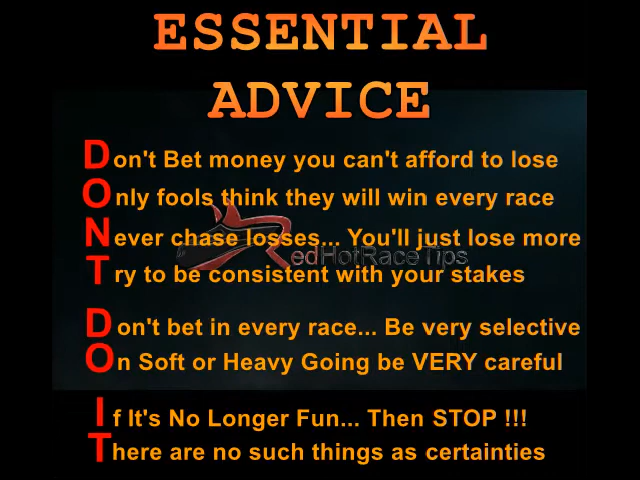 ESSENTIAL
ADVICE
Don't Bet money you can't afford to lose
Only fools think they will win every race
Never chase losses... You'll just lose more
RedHotRaceTips
Try to be consistent with your stakes
Don't bet in every race... Be very selective
On Soft or Heavy Going be VERY careful
If It's No Longer Fun... Then STOP !!!
There are no such things as certainties